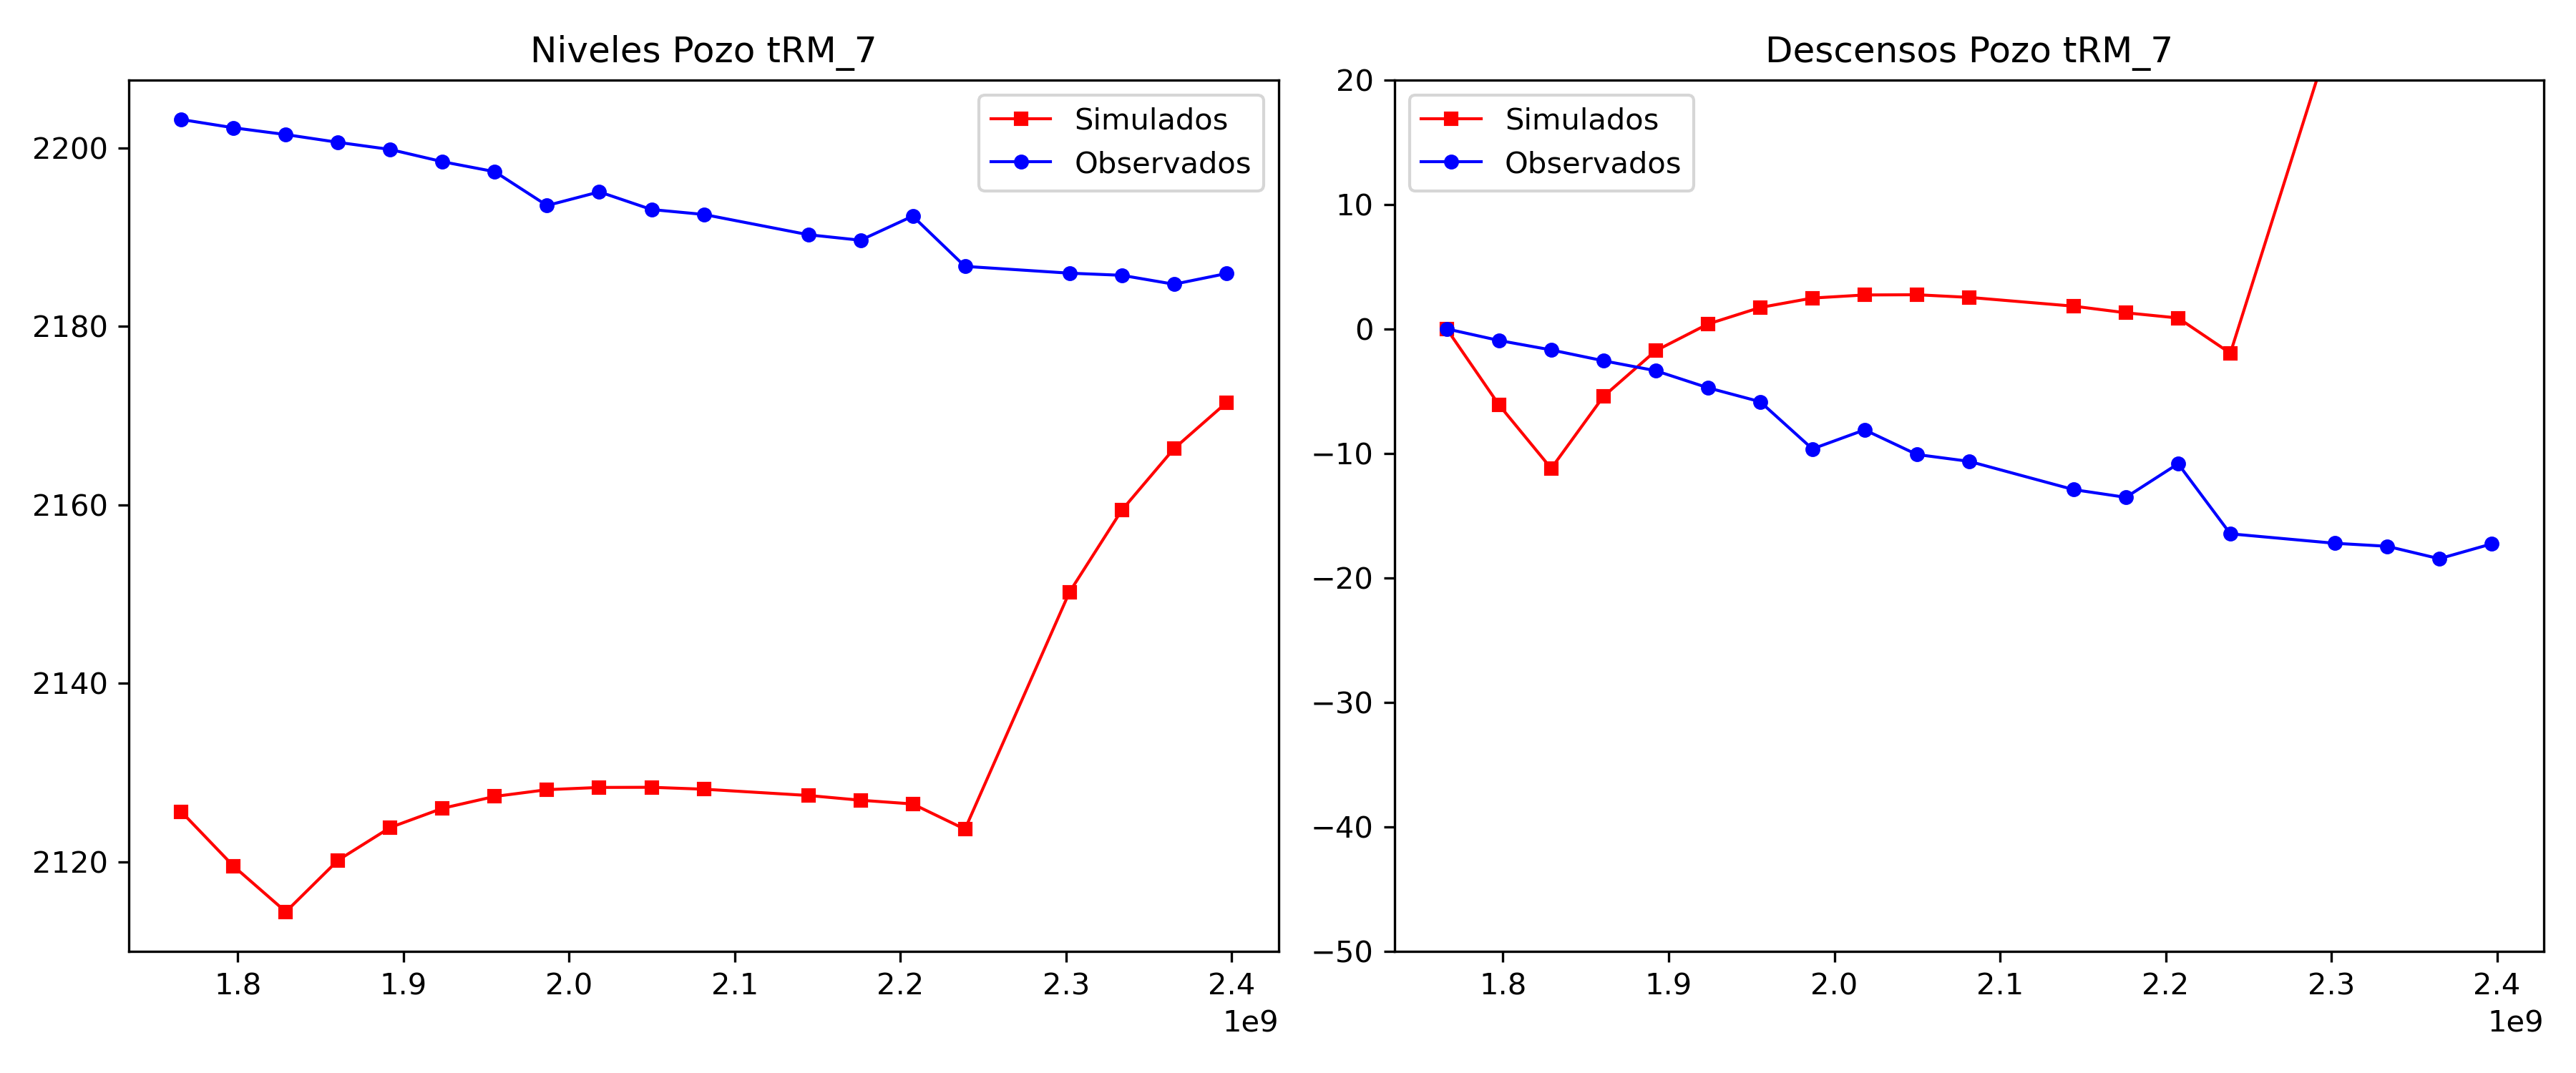 Niveles Pozo tRM_7
Simulados
Observados
2200
2180
2160
2140
2120
1.8 1.9 2.0 2.1 2.2 2.3 2.4
1e9
Descensos Pozo tRM_7
Simulados
Observados
20
10
0
−10
−20
−30
−40
−50
1.8 1.9 2.0 2.1 2.2 2.3 2.4
1e9